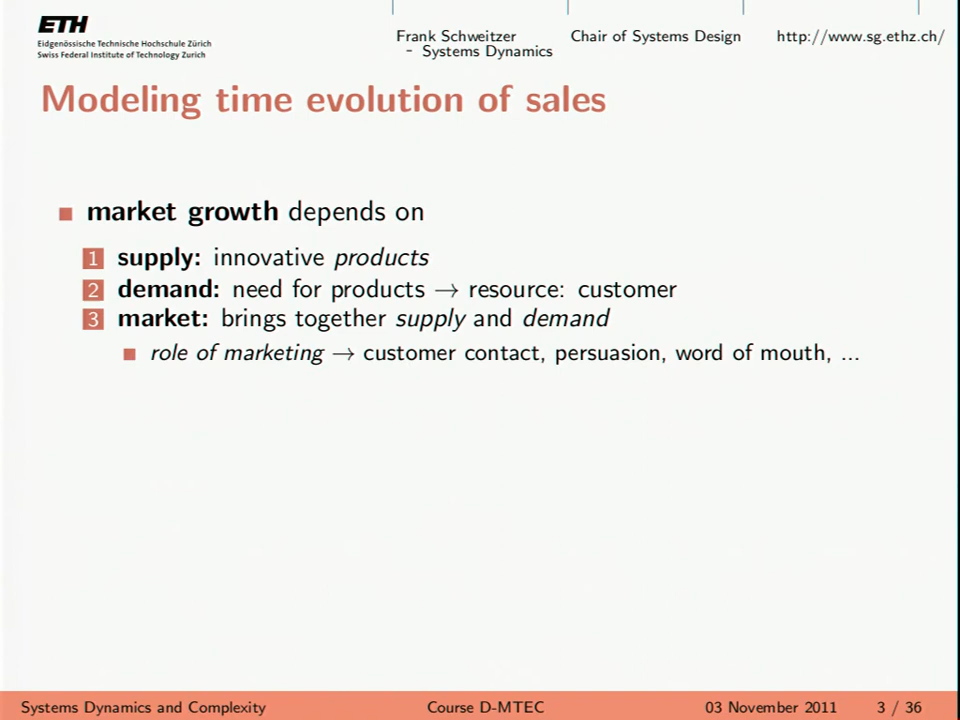 ETH
Eidgenössische Technische Hochschule Zürich
Swiss Federal Institute of Technology Zurich
Frank Schweitzer
- Systems Dynamics
Chair of Systems Design
http://www.sg.ethz.ch/
Modeling time evolution of sales
market growth depends on
1 supply: innovative products
2 demand: need for products → resource: customer
3 market: brings together supply and demand
role of marketing → customer contact, persuasion, word of mouth, ...
Systems Dynamics and Complexity
Course D-MTEC
03 November 2011
3 / 36